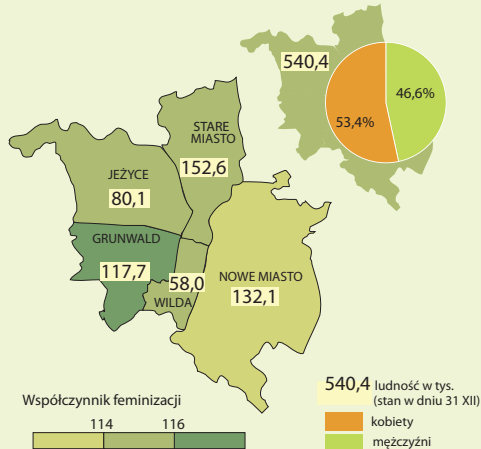 540,4
46,6%
53,4%
STARE
MIASTO
152,6
JEŻYCE
80,1
GRUNWALD
117,7
58,0
WILDA
NOWE MIASTO
132,1
Współczynnik feminizacji
114 116
540,4 ludność w tys.
(stan w dniu 31 XII)
kobiety
mężczyźni